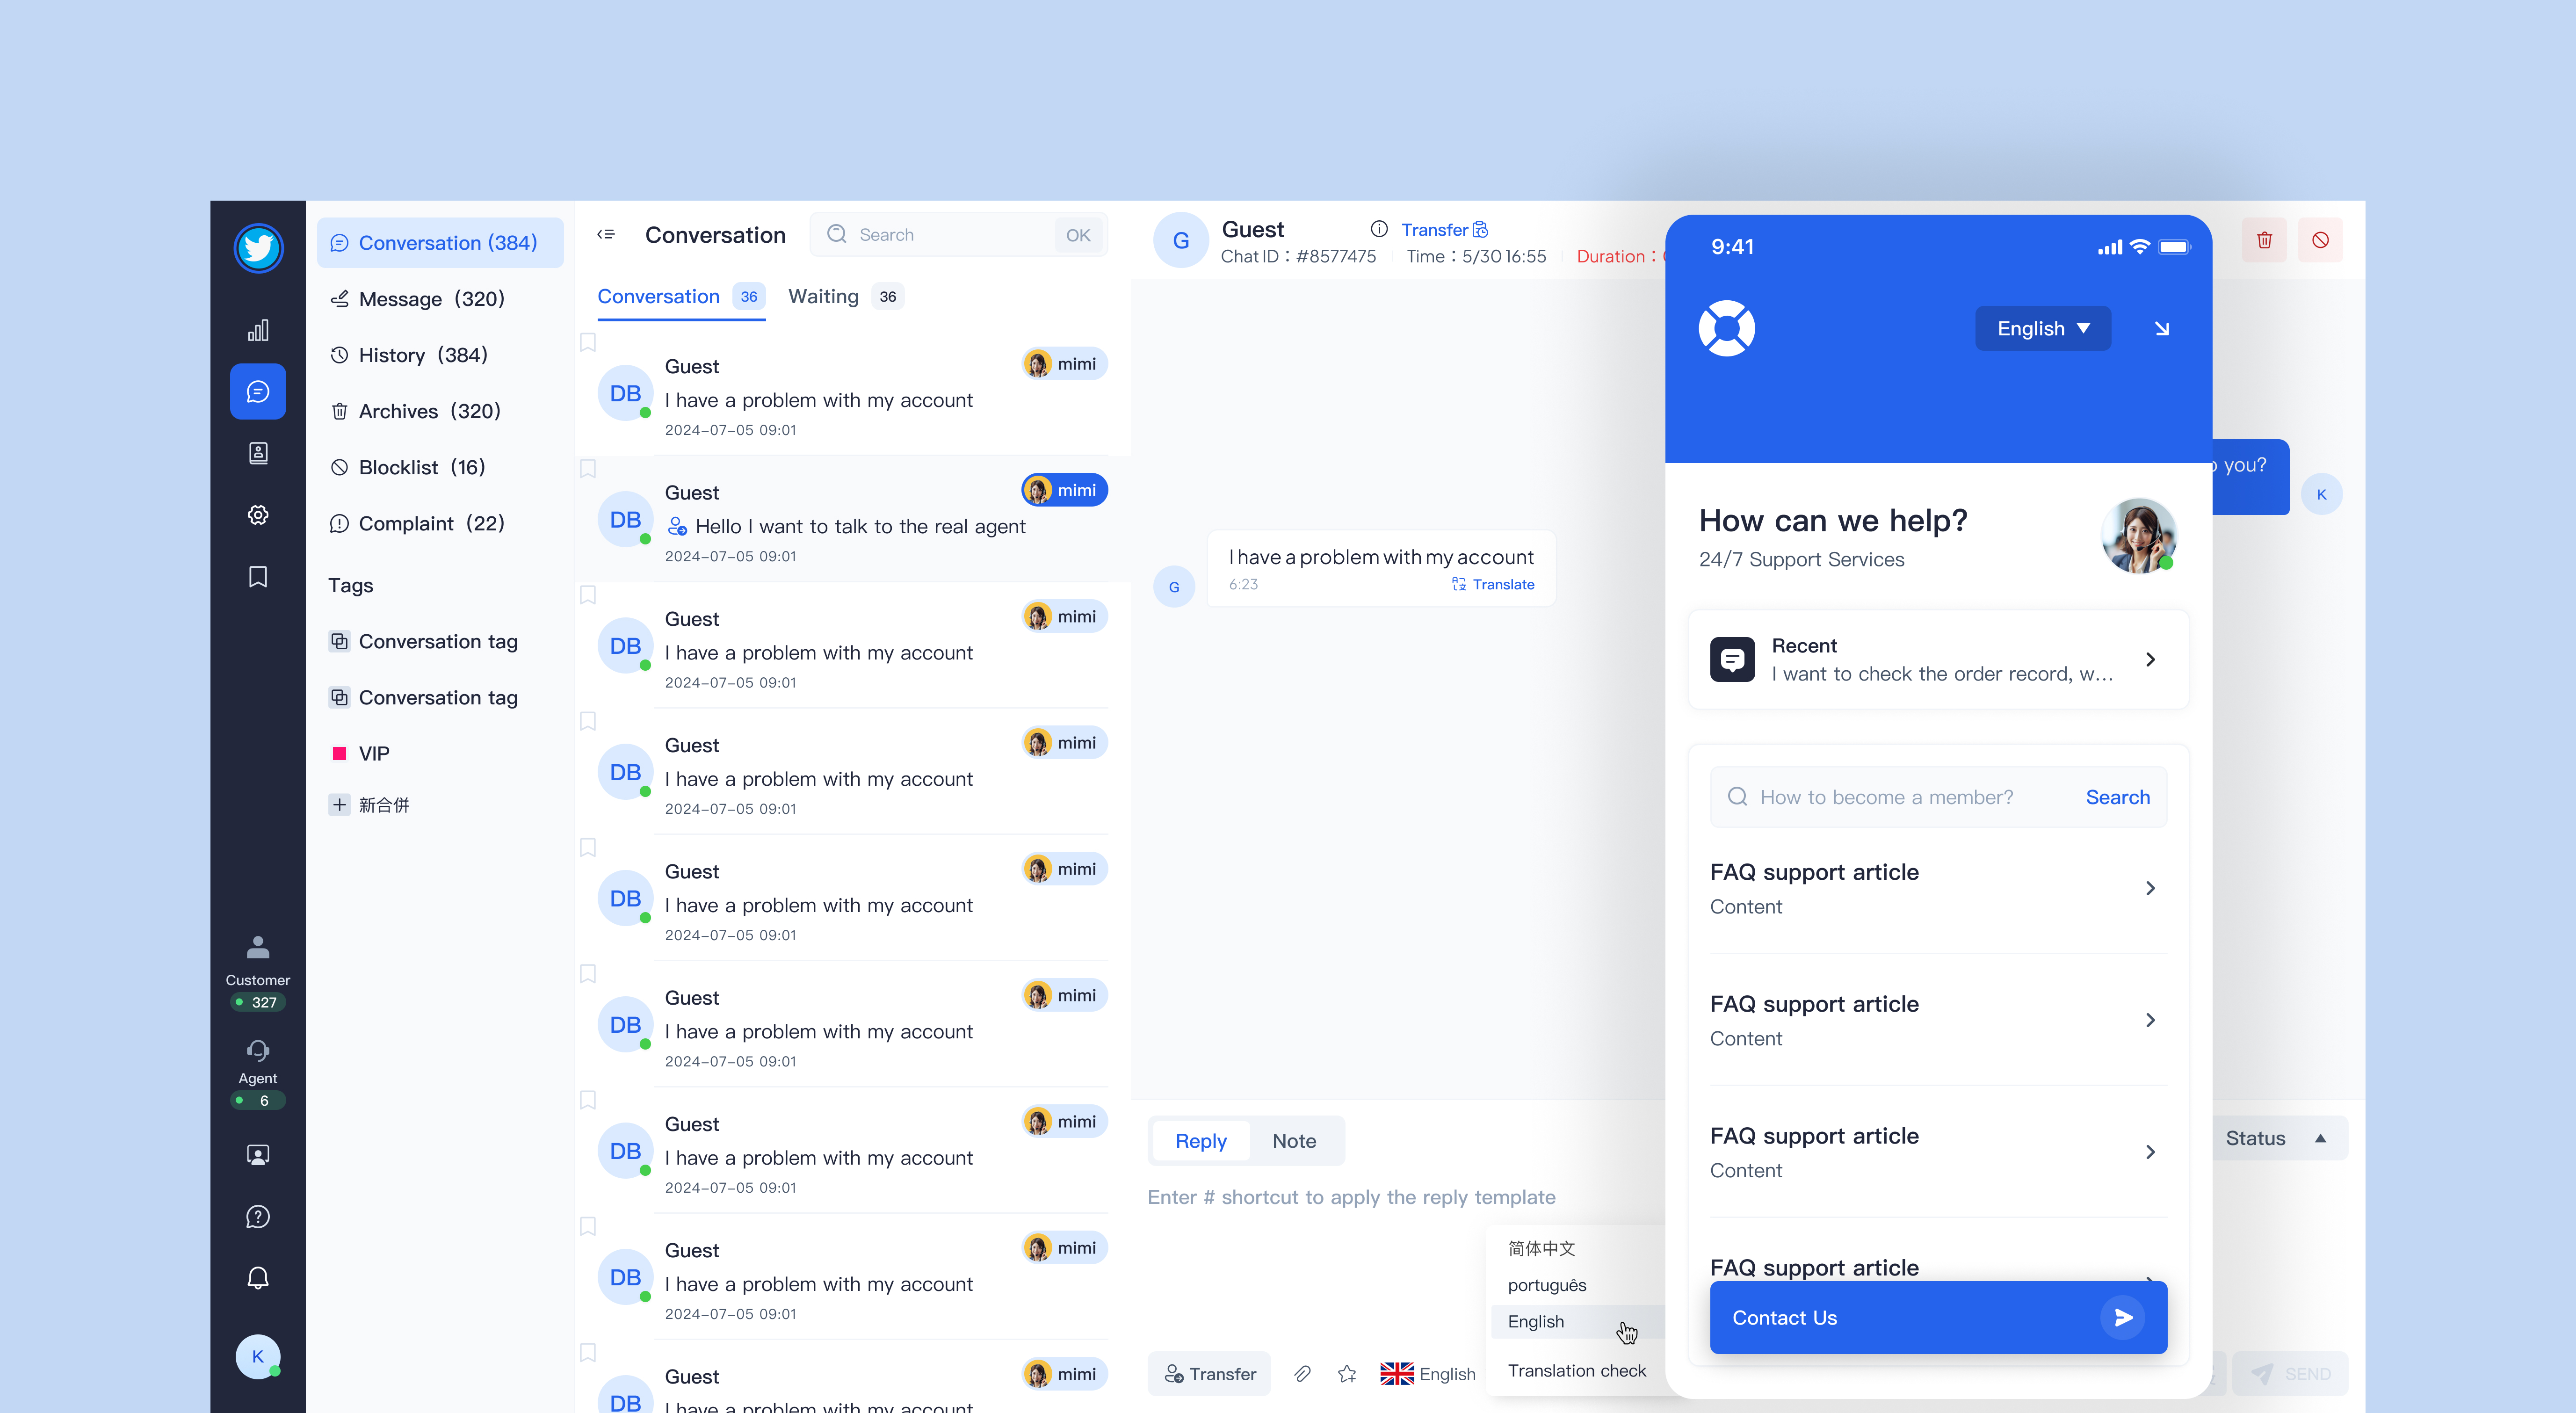 Conversation (384)
Message (320)
History (384)
Archives (320)
Blocklist (16)
Complaint (22)
Tags
Conversation tag
Conversation tag
VIP
新合併
Customer
327
Agent
6
K
Conversation
Search
OK
Conversation 36
Waiting 36
DB
Guest
mimi
I have a problem with my account
2024-07-05 09:01
DB
Guest
mimi
Hello I want to talk to the real agent
2024-07-05 09:01
DB
Guest
mimi
I have a problem with my account
2024-07-05 09:01
DB
Guest
mimi
I have a problem with my account
2024-07-05 09:01
DB
Guest
mimi
I have a problem with my account
2024-07-05 09:01
DB
Guest
mimi
I have a problem with my account
2024-07-05 09:01
DB
Guest
mimi
I have a problem with my account
2024-07-05 09:01
DB
Guest
mimi
I have a problem with my account
2024-07-05 09:01
DB
Guest
mimi
I have a problem with my account
G
Guest
Transfer
Chat ID：#8577475
Time：5/30 16:55
Duration：
you?
K
G
I have a problem with my account
6:23
Translate
Reply
Note
Status
Enter # shortcut to apply the reply template
简体中文
português
English
Translation check
Transfer
English
SEND
9:41
English
How can we help?
24/7 Support Services
Recent
I want to check the order record, w...
How to become a member?
Search
FAQ support article
Content
FAQ support article
Content
FAQ support article
Content
FAQ support article
Contact Us